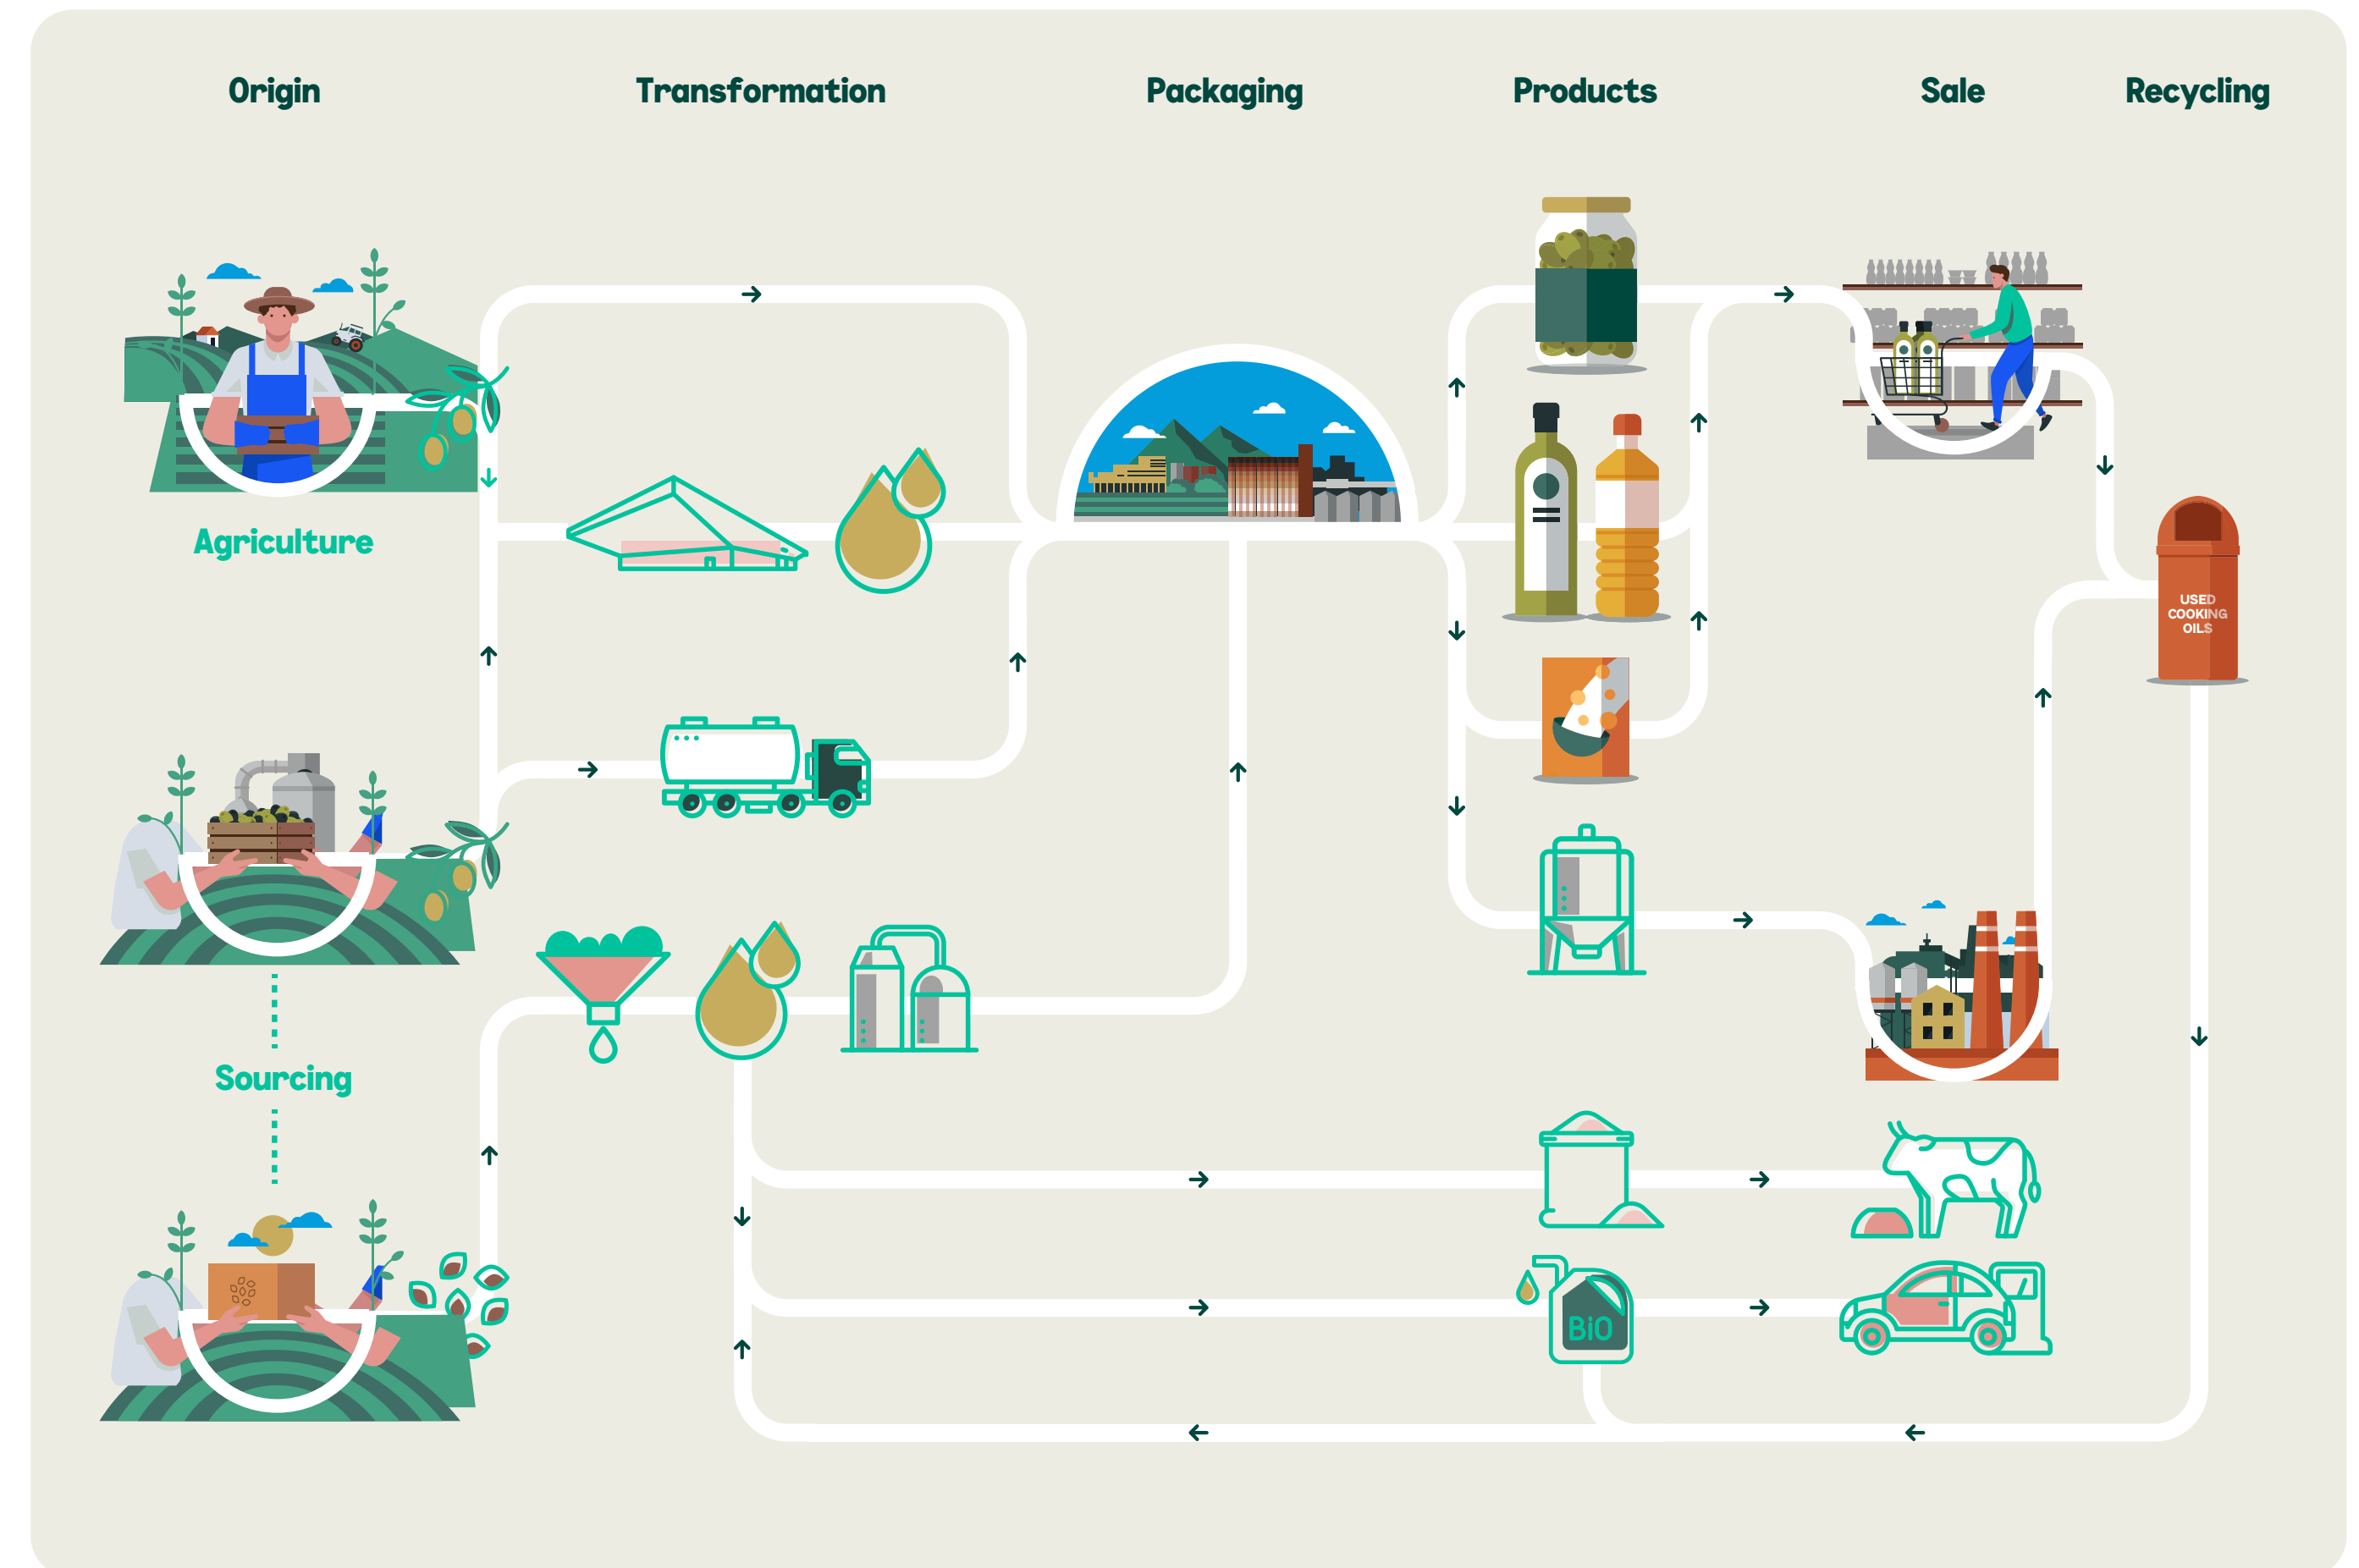 Origin
Transformation
Packaging
Products
Sale
Recycling
Agriculture
USED
COOKING
OILS
Sourcing
BiO